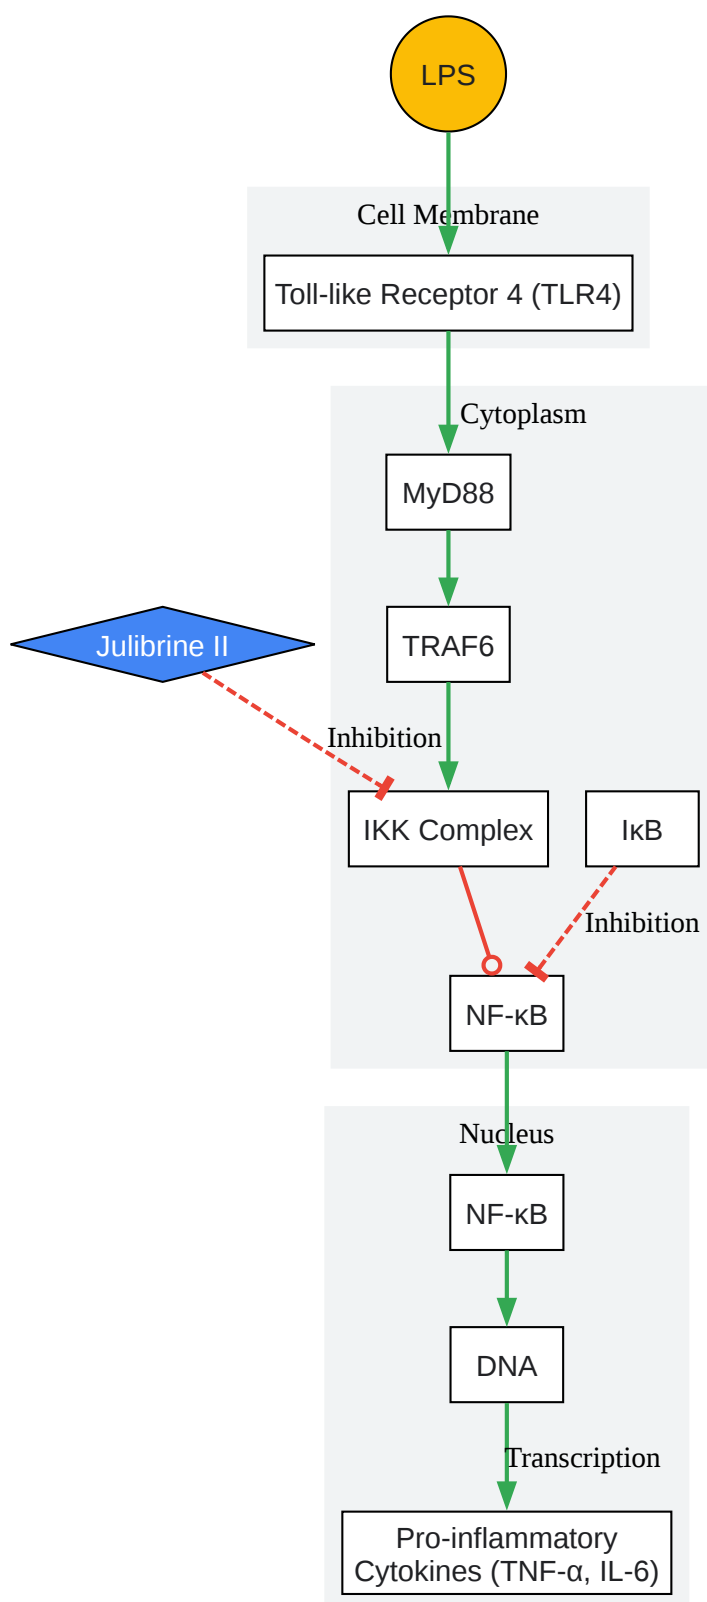 LPS
Cell Membrane
Toll-like Receptor 4 (TLR4)
Cytoplasm
MyD88
Julibrine II
TRAF6
Inhibition
IKK Complex
IκB
Inhibition
NF-κB
Nucleus
NF-κB
DNA
Transcription
Pro-inflammatory
Cytokines (TNF-α, IL-6)